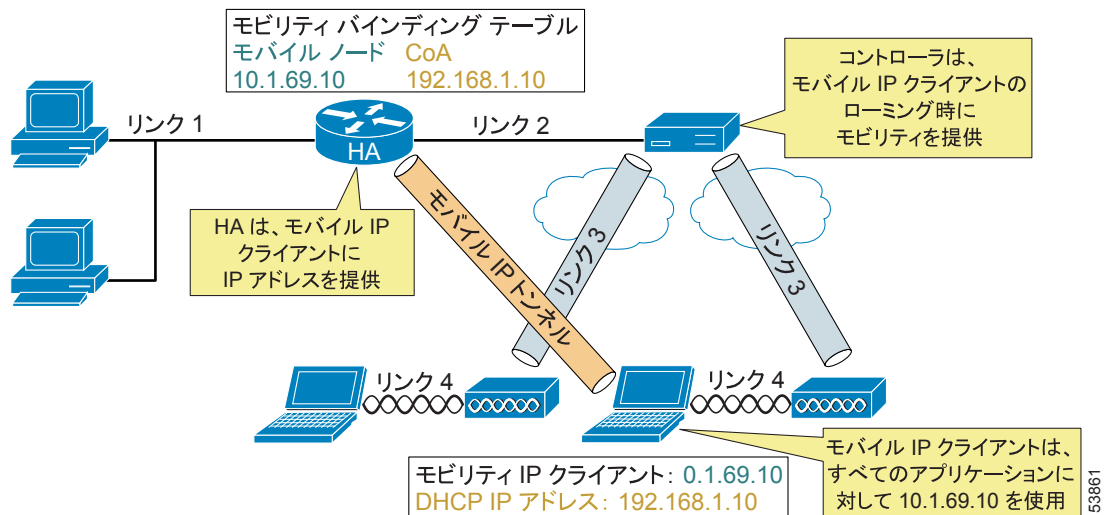 モビリティ バインディング テーブル
モバイル ノード CoA
10.1.69.10 192.168.1.10
コントローラは、
モバイル IP クライアントの
ローミング時に
モビリティを提供
リンク 1
HA
リンク 2
HA は、モバイル IP
クライアントに
IP アドレスを提供
モバイル IP トンネル
リンク 3
リンク 3
リンク 4
リンク 4
モビリティ IP クライアント: 0.1.69.10
DHCP IP アドレス: 192.168.1.10
モバイル IP クライアントは、
すべてのアプリケーションに
対して 10.1.69.10 を使用
53861